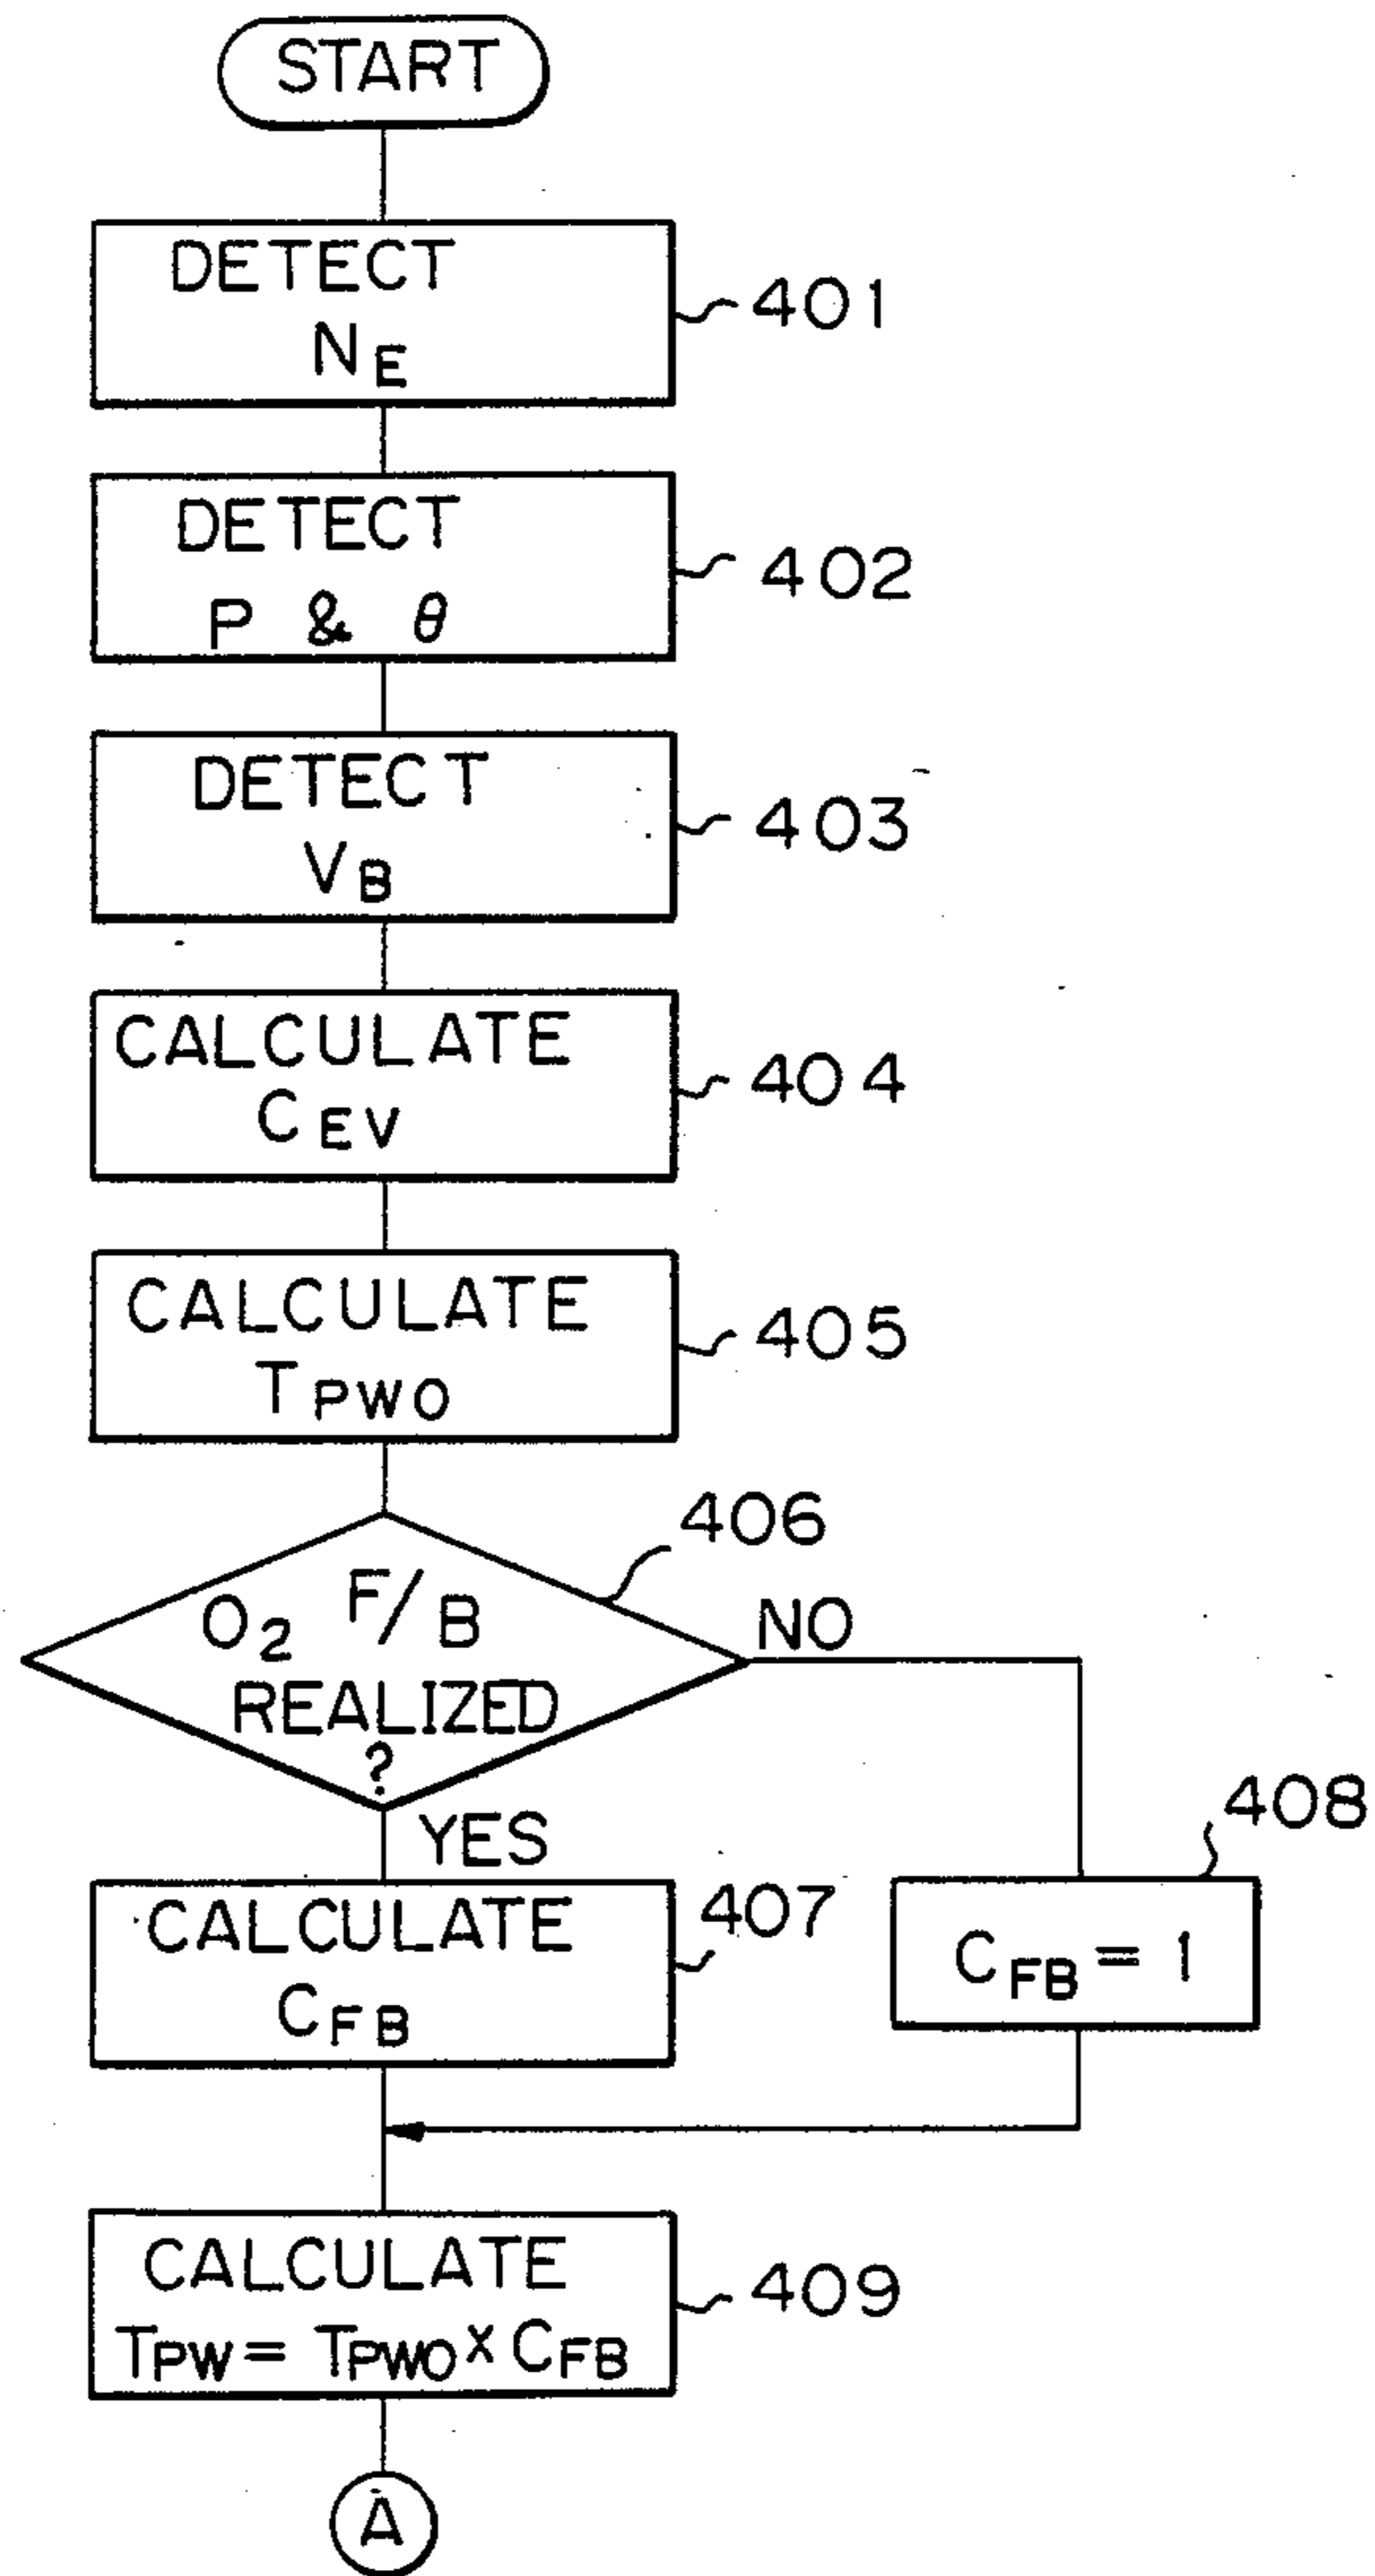 START
DETECT
NE
401
DETECT
P & θ
402
DETECT
VB
403
CALCULATE
CEV
404
CALCULATE
TPWO
405
406
O2 F/B
REALIZED
?
NO
YES
408
CALCULATE
CFB
407
CFB = 1
CALCULATE
TPW = TPWO x CFB
409
A